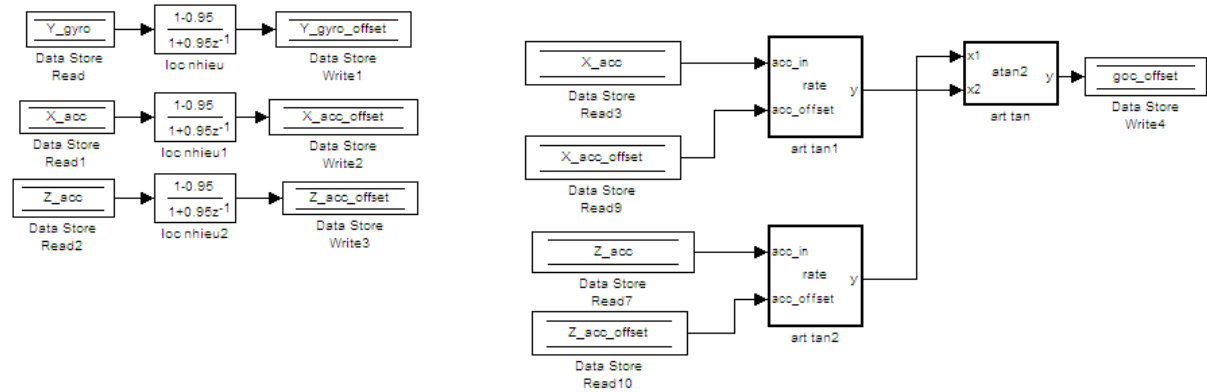 Y_gyro
Data Store
Read
1-0.95
1+0.95z-1
loc nhieu
Y_gyro_offset
Data Store
Write1
X_acc
Data Store
Read1
1-0.95
1+0.95z-1
loc nhieu1
X_acc_offset
Data Store
Write2
Z_acc
Data Store
Read2
1-0.95
1+0.95z-1
loc nhieu2
Z_acc_offset
Data Store
Write3
X_acc
Data Store
Read3
X_acc_offset
Data Store
Read9
acc_in
rate
y
acc_offset
art tan1
Z_acc
Data Store
Read7
Z_acc_offset
Data Store
Read10
acc_in
rate
y
acc_offset
art tan2
x1
atan2
y
x2
art tan
goc_offset
Data Store
Write4